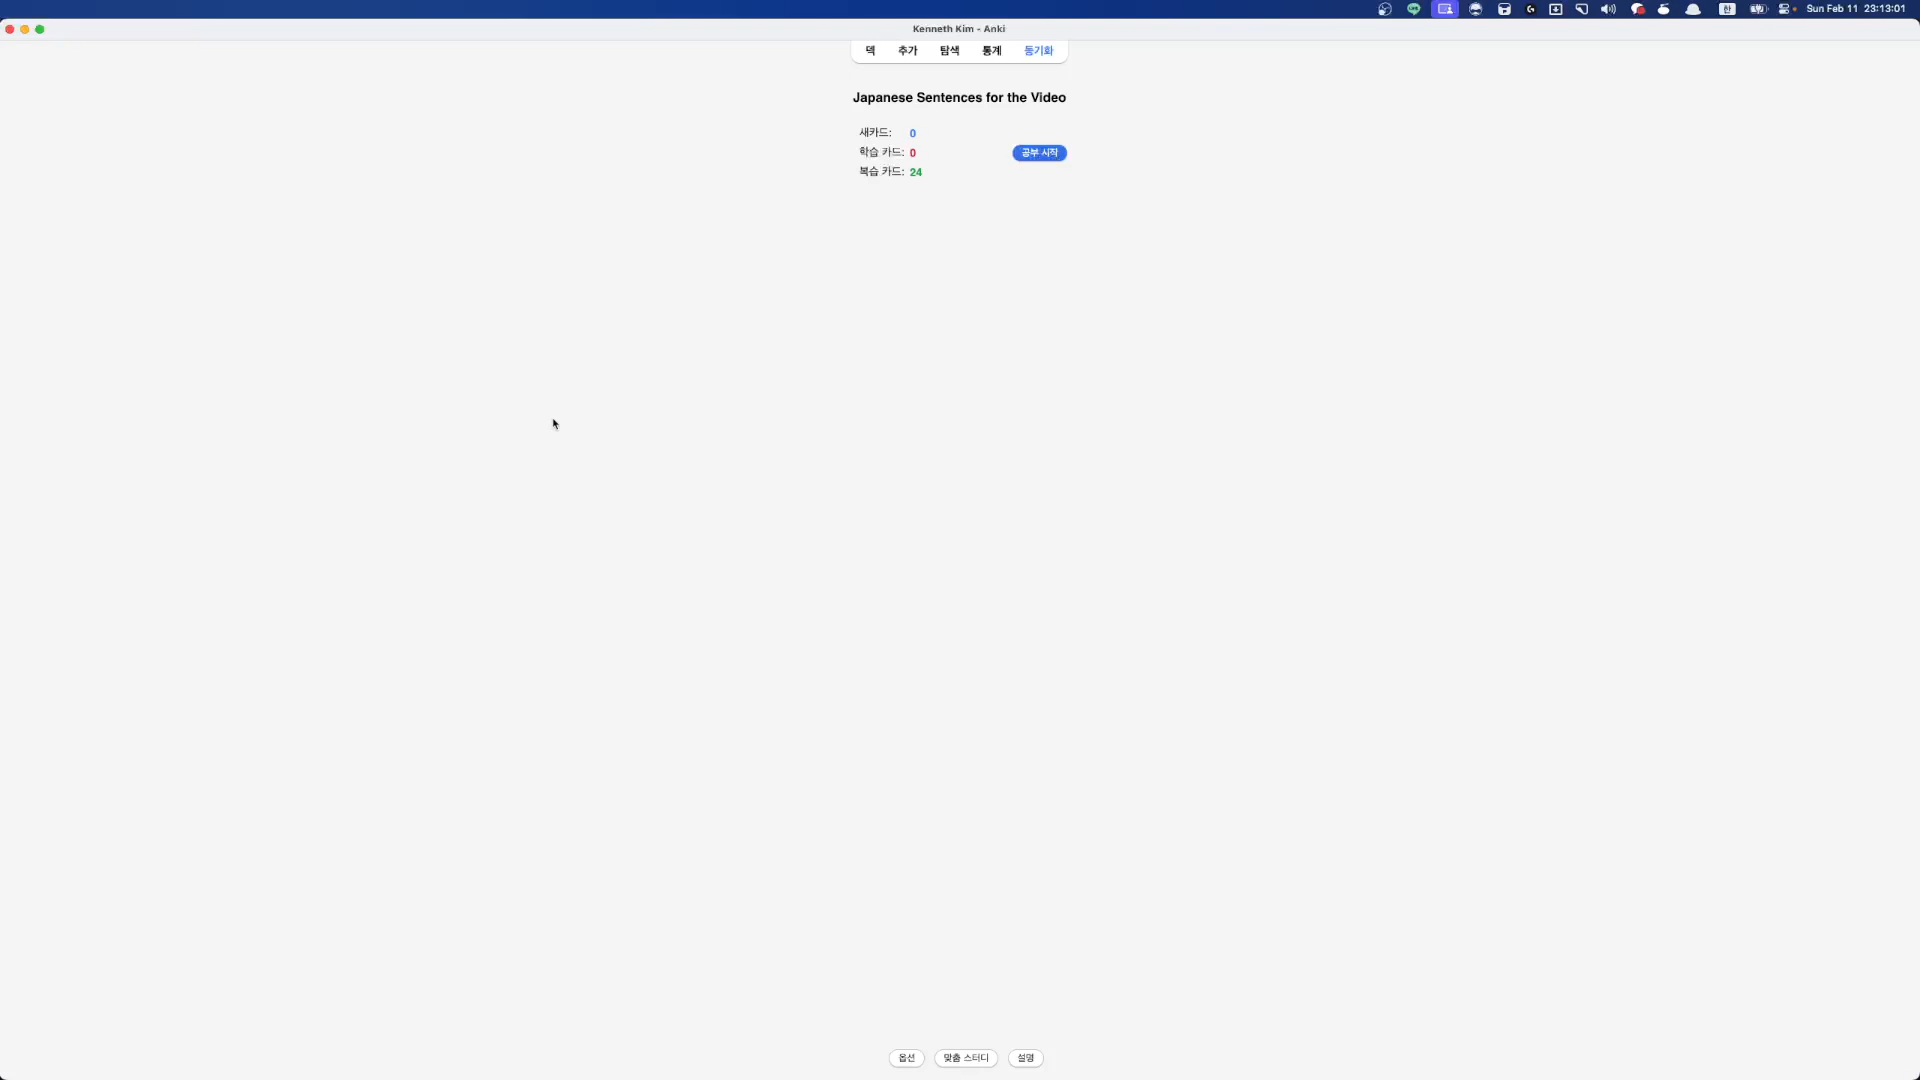 Sun Feb 11 23:13:01
Kenneth Kim - Anki
덱 추가 탐색 통계 동기화
Japanese Sentences for the Video
새카드: 0
학습 카드: 0
공부 시작
복습 카드: 24
옵션 맞춤 스터디 설명